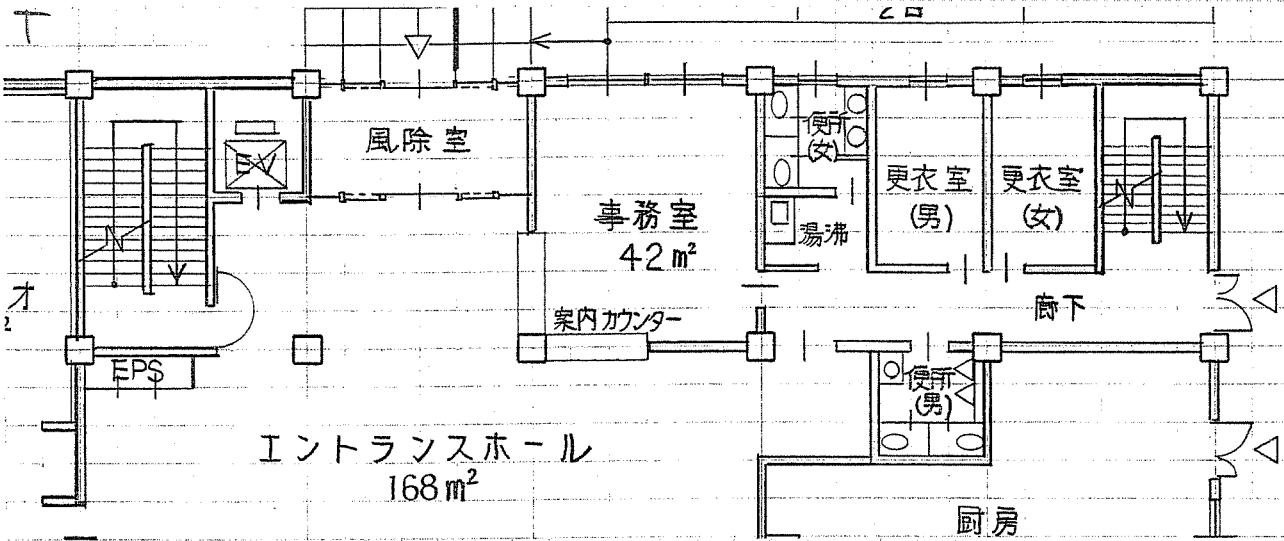 風除室
EV
便所
(女)
更衣室
(男)
更衣室
(女)
事務室
42㎡
湯沸
案内カウンター
廊下
EPS
便所
(男)
エントランスホール
168㎡
厨房